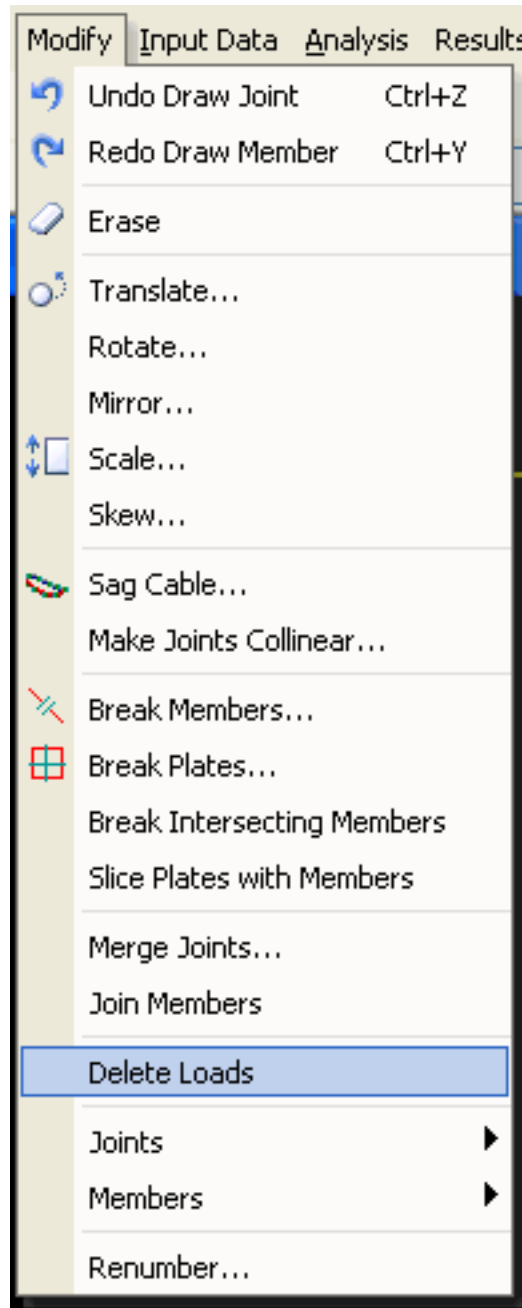 Modify Input Data Analysis Results
Undo Draw Joint Ctrl+Z
Redo Draw Member Ctrl+Y
Erase
Translate...
Rotate...
Mirror...
Scale...
Skew...
Sag Cable...
Make Joints Collinear...
Break Members...
Break Plates...
Break Intersecting Members
Slice Plates with Members
Merge Joints...
Join Members
Delete Loads
Joints
Members
Renumber...